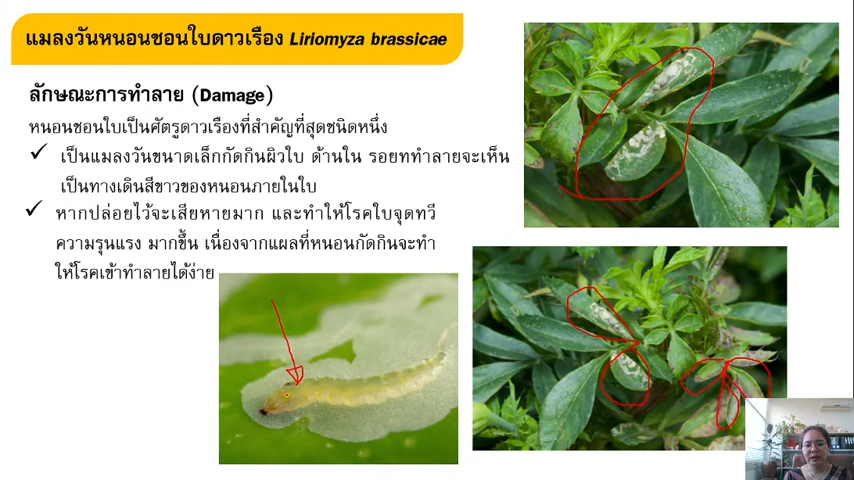 แมลงวันหนอนชอนใบดาวเรือง Liriomyza brassicae
ลักษณะการทำลาย (Damage)
หนอนชอนใบเป็นศัตรูดาวเรืองที่สำคัญที่สุดชนิดหนึ่ง
เป็นแมลงวันขนาดเล็กกัดกินผิวใบ ด้านใน รอยททำลายจะเห็น
เป็นทางเดินสีขาวของหนอนภายในใบ
หากปล่อยไว้จะเสียหายมาก และทำให้โรคใบจุดทวี
ความรุนแรง มากขึ้น เนื่องจากแผลที่หนอนกัดกินจะทำ
ให้โรคเข้าทำลายได้ง่าย